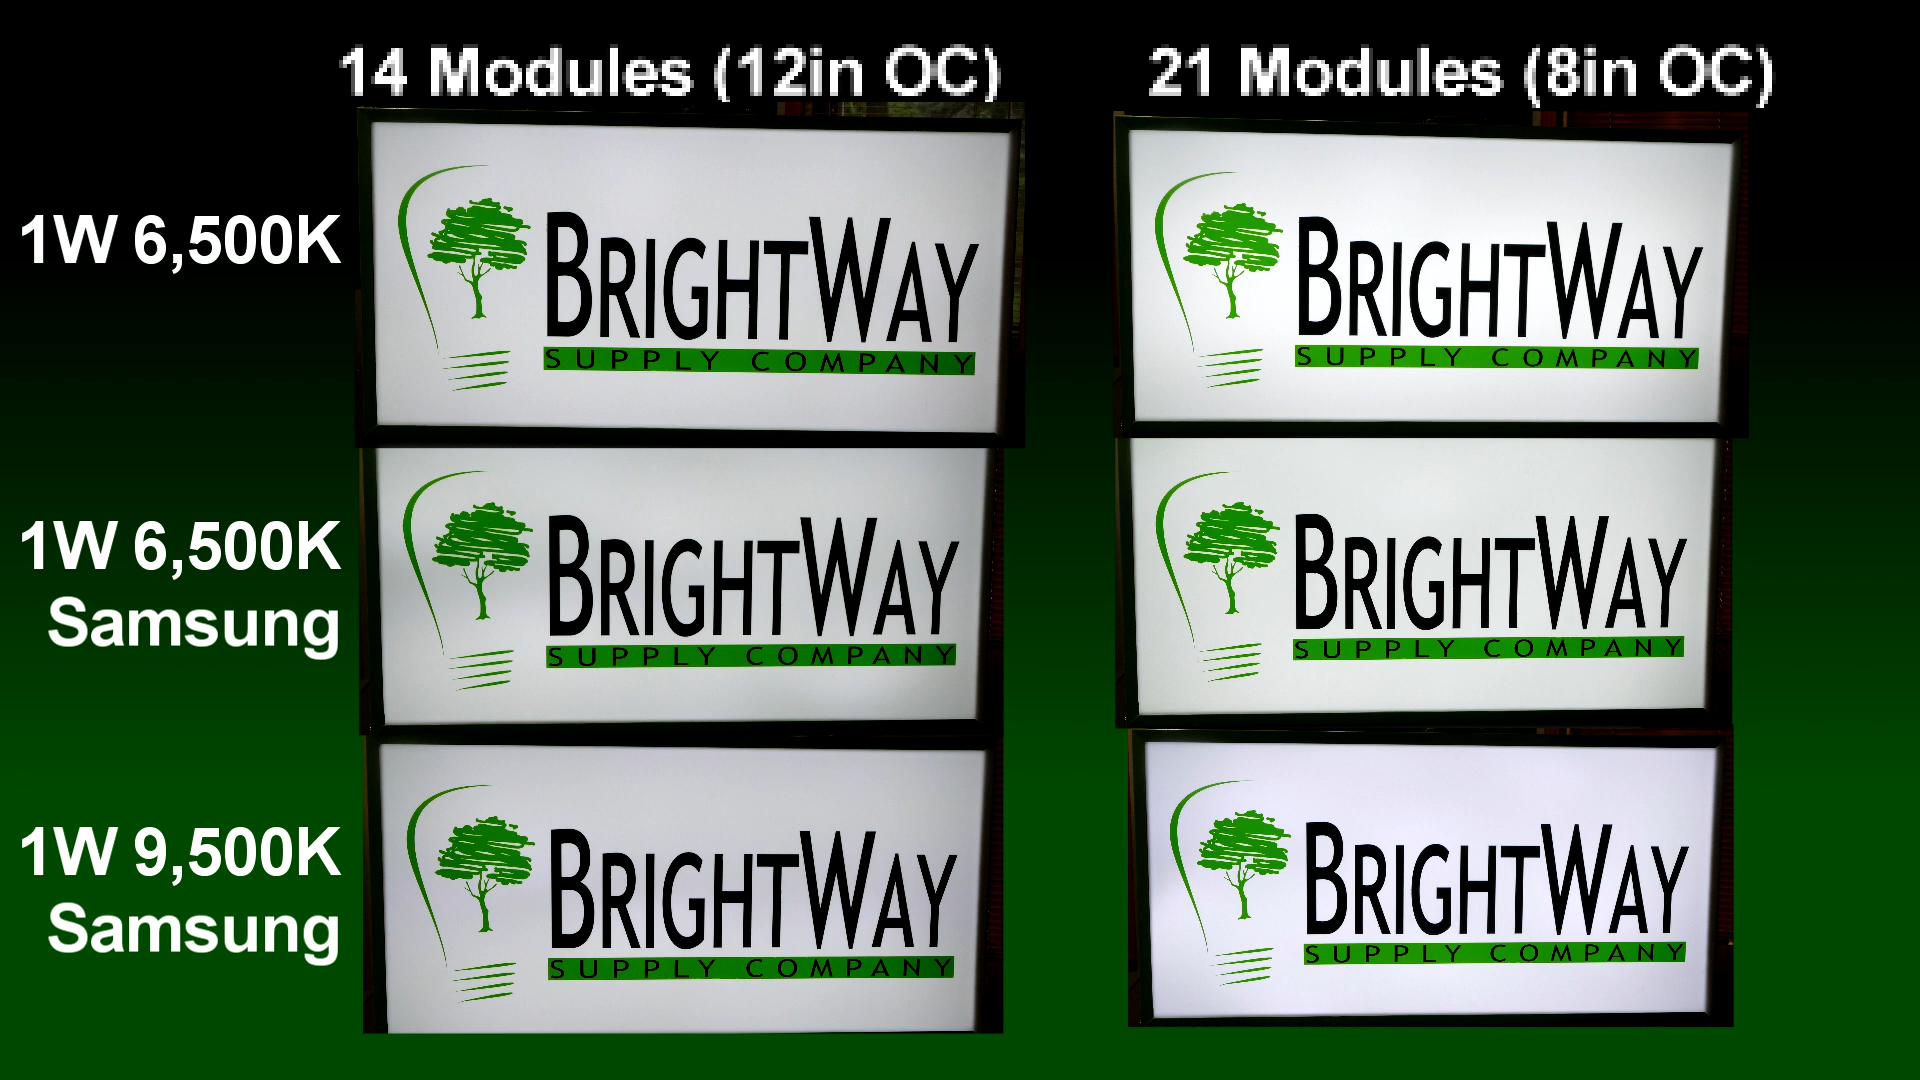 14 Modules (12in OC)
21 Modules (8in OC)
1W 6,500K
BRIGHTWAY
SUPPLY COMPANY
BRIGHTWAY
SUPPLY COMPANY
1W 6,500K
Samsung
BRIGHTWAY
SUPPLY COMPANY
BRIGHTWAY
SUPPLY COMPANY
1W 9,500K
Samsung
BRIGHTWAY
SUPPLY COMPANY
BRIGHTWAY
SUPPLY COMPANY